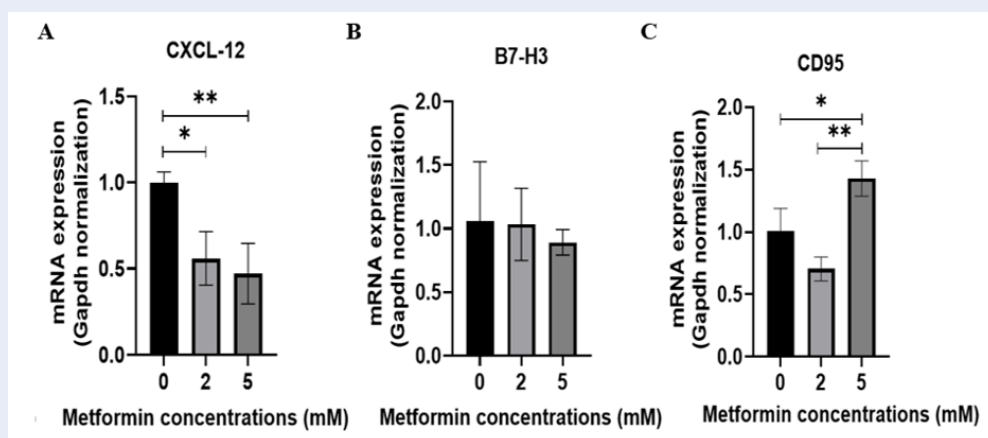 A
CXCL-12
mRNA expression
(Gapdh normalization)
1.5
1.0
0.5
0.0
**
*
0 2 5
Metformin concentrations (mM)
B
B7-H3
mRNA expression
(Gapdh normalization)
2.0
1.5
1.0
0.5
0.0
0 2 5
Metformin concentrations (mM)
C
CD95
mRNA expression
(Gapdh normalization)
2.0
1.5
1.0
0.5
0.0
*
**
0 2 5
Metformin concentrations (mM)